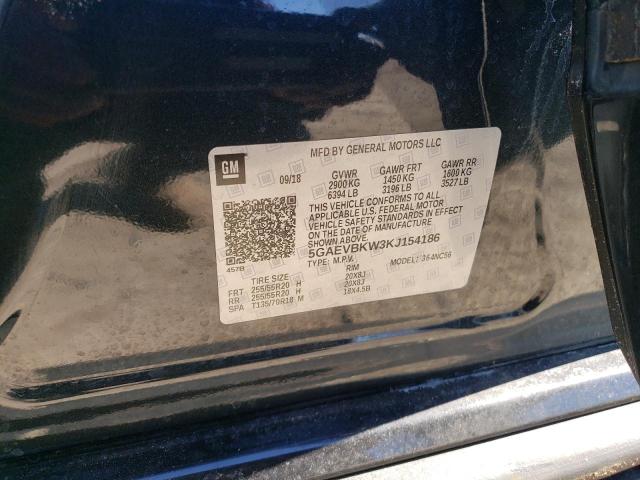 MFD BY GENERAL MOTORS LLC
GM
09/18 GVWR GAWR FRT GAWR RR
2900 KG 1450 KG 1600 KG
6394 LB 3196 LB 3527 LB
THIS VEHICLE CONFORMS TO ALL
APPLICABLE U.S. FEDERAL MOTOR
VEHICLE SAFETY STANDARDS IN EFFECT
ON THE DATE OF MANUFACTURE
SHOWN ABOVE.
5GAEVBKW3KJ154186
TYPE: M.P.V. MODEL: 364NC56
457B
TIRE SIZE RIM
FRT 255/55R20 H 20X8J
RR 255/55R20 H 20X8J
SPA T135/70R18 M 18X4.5B